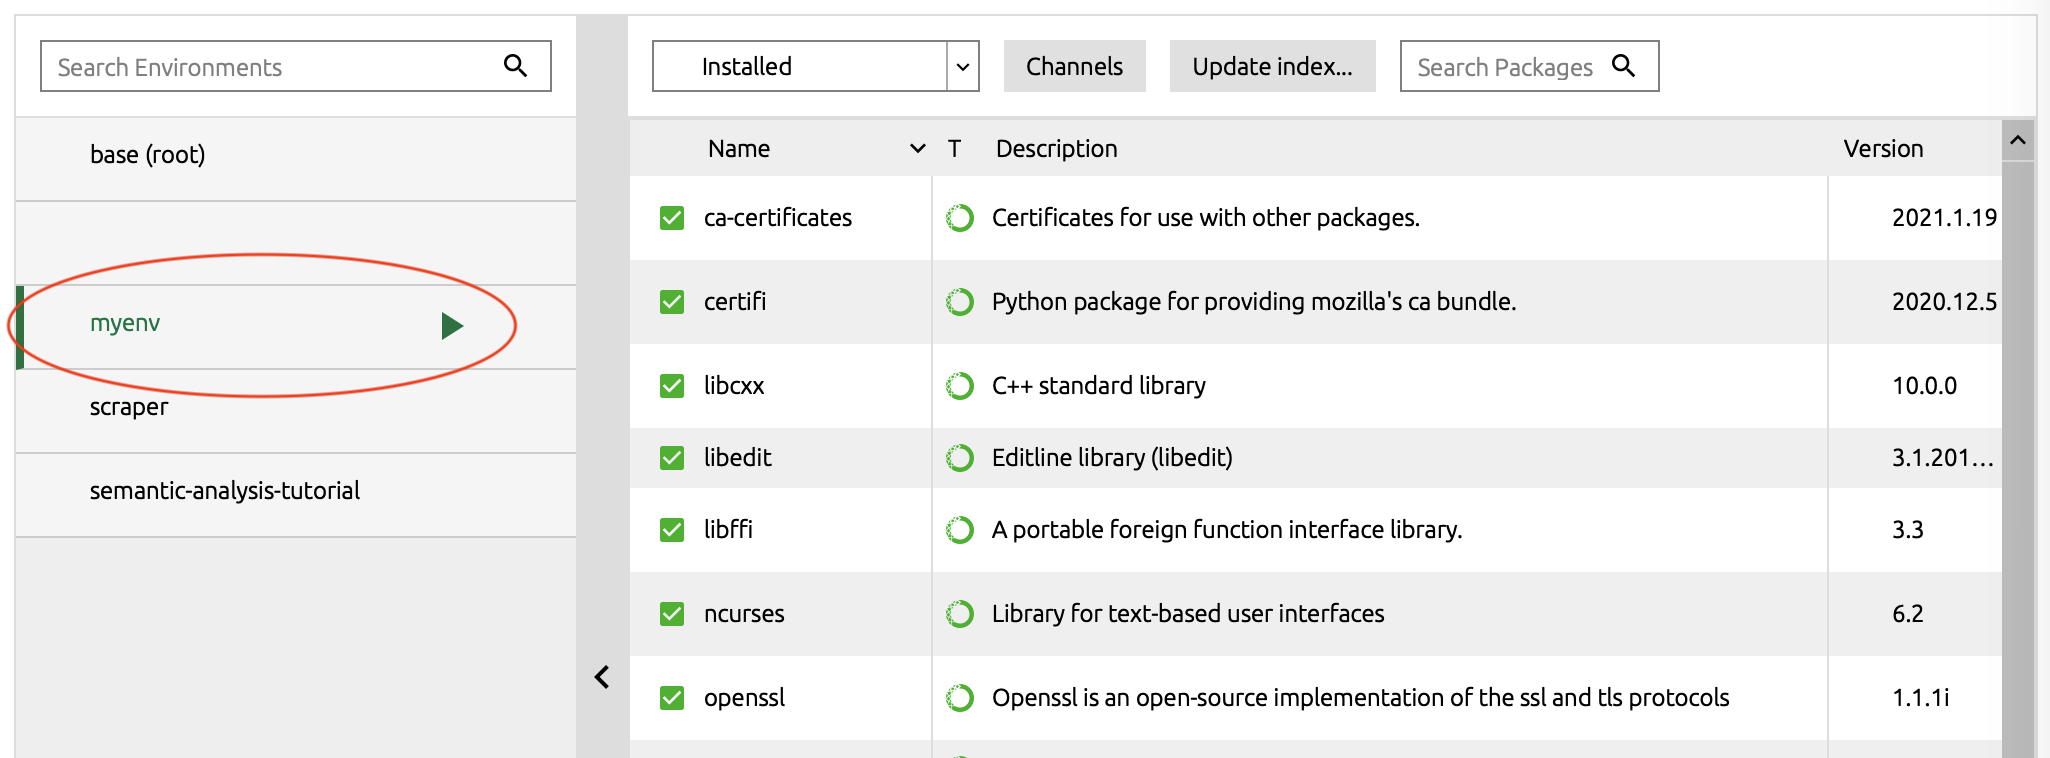 Search Environments
Installed
Channels
Update index...
Search Packages
base (root)
myenv
scraper
semantic-analysis-tutorial
Name T Description Version
ca-certificates Certificates for use with other packages. 2021.1.19
certifi Python package for providing mozilla's ca bundle. 2020.12.5
libcxx C++ standard library 10.0.0
libedit Editline library (libedit) 3.1.201...
libffi A portable foreign function interface library. 3.3
ncurses Library for text-based user interfaces 6.2
openssl Openssl is an open-source implementation of the ssl and tls protocols 1.1.1i